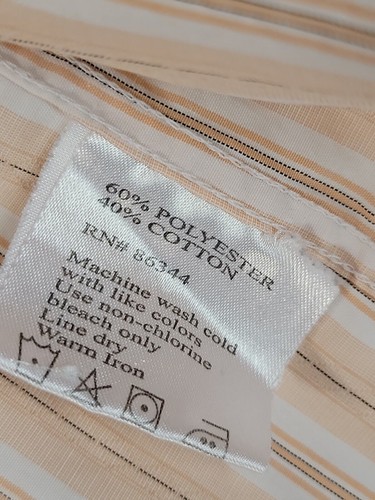 60% POLYESTER
40% COTTON
RN# 86344
Machine wash cold
with like colors
Use non-chlorine
bleach only
Line dry
Warm Iron